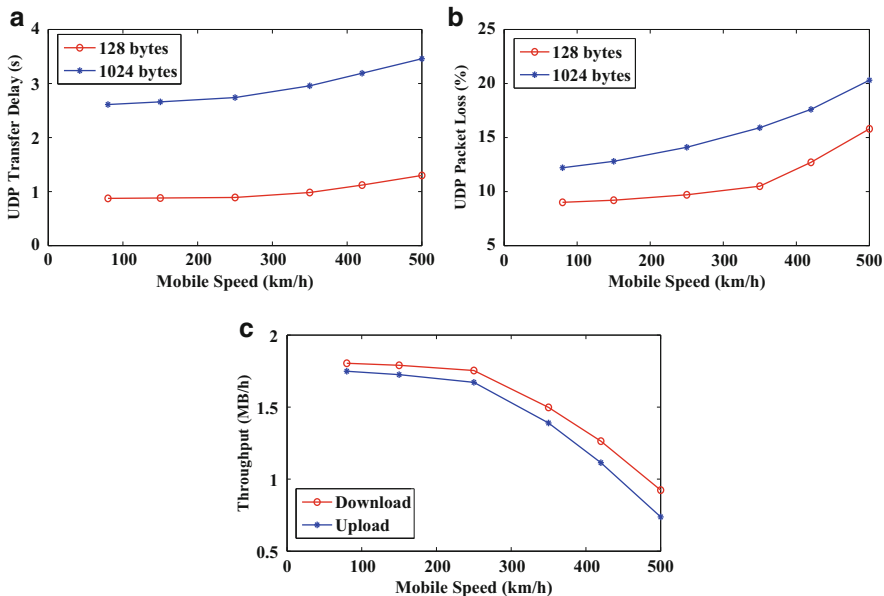 a
4
3
2
1
0
UDP Transfer Delay (s)
128 bytes
1024 bytes
0 100 200 300 400 500
Mobile Speed (km/h)
b
25
20
15
10
5
UDP Packet Loss (%)
128 bytes
1024 bytes
0 100 200 300 400 500
Mobile Speed (km/h)
c
2
1.5
1
0.5
Throughput (MB/h)
Download
Upload
0 100 200 300 400 500
Mobile Speed (km/h)